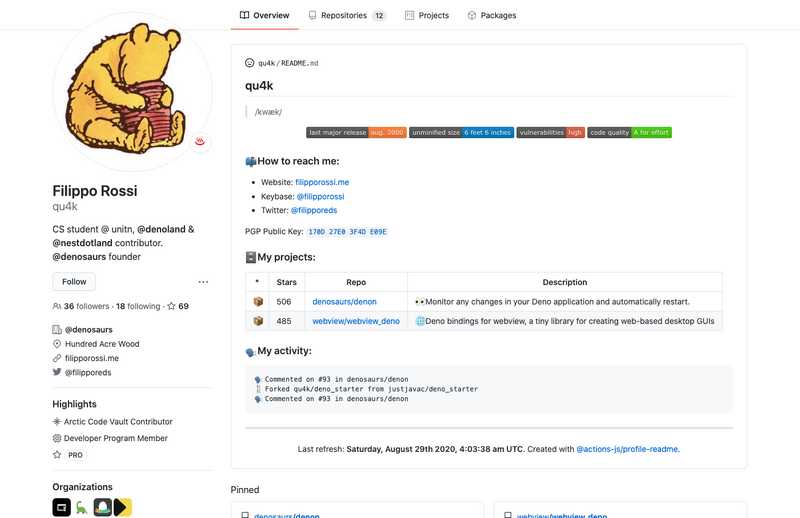 Overview Repositories 12 Projects Packages
qu4k/README.md
qu4k
/kwæk/
last major release aug. 2000 unminified size 6 feet 6 inches vulnerabilities high code quality A for effort
How to reach me:
Website: filipporossi.me
Keybase: @filipporossi
Twitter: @filipporeds
PGP Public Key: 170D 27E0 3F4D E09E
My projects:
* Stars Repo Description
506 denosaurs/denon Monitor any changes in your Deno application and automatically restart.
485 webview/webview_deno Deno bindings for webview, a tiny library for creating web-based desktop GUIs
My activity:
Commented on #93 in denosaurs/denon
Forked qu4k/deno_starter from justjavac/deno_starter
Commented on #93 in denosaurs/denon
Last refresh: Saturday, August 29th 2020, 4:03:38 am UTC. Created with @actions-js/profile-readme.
Filippo Rossi
qu4k
CS student @ unitn, @denoland &
@nestdotland contributor.
@denosaurs founder
Follow
36 followers · 18 following · 69
@denosaurs
Hundred Acre Wood
filipporossi.me
@filipporeds
Highlights
Arctic Code Vault Contributor
Developer Program Member
PRO
Organizations
Pinned
denosaurs/denon webview/webview_deno